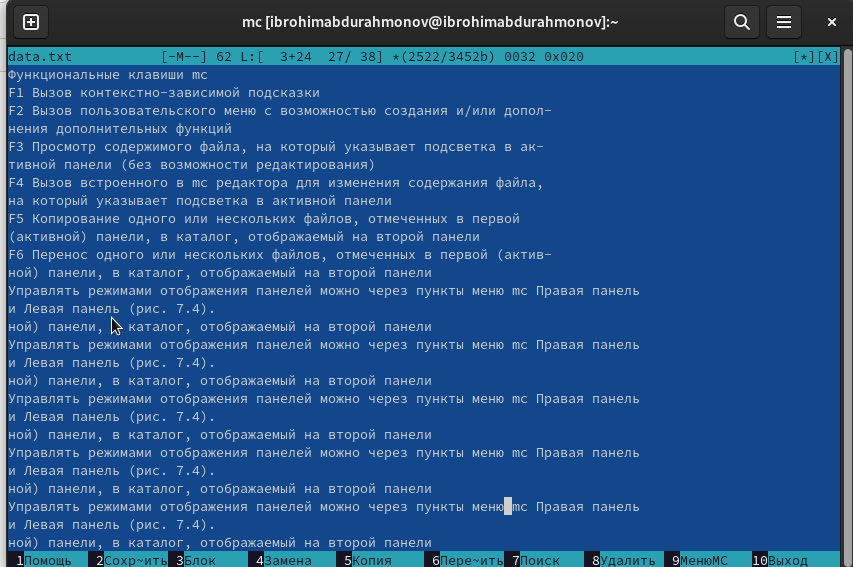 mc [ibrohimabdurahmonov@ibrohimabdurahmonov]:~
data.txt [-M--] 62 L:[ 3+24 27/ 38] *(2522/3452b) 0032 0x020 [*][X]
Функциональные клавиши mc
F1 Вызов контекстно-зависимой подсказки
F2 Вызов пользовательского меню с возможностью создания и/или допол-
нения дополнительных функций
F3 Просмотр содержимого файла, на который указывает подсветка в ак-
тивной панели (без возможности редактирования)
F4 Вызов встроенного в mc редактора для изменения содержания файла,
на который указывает подсветка в активной панели
F5 Копирование одного или нескольких файлов, отмеченных в первой
(активной) панели, в каталог, отображаемый на второй панели
F6 Перенос одного или нескольких файлов, отмеченных в первой (актив-
ной) панели, в каталог, отображаемый на второй панели
Управлять режимами отображения панелей можно через пункты меню mc Правая панель
и Левая панель (рис. 7.4).
ной) панели, в каталог, отображаемый на второй панели
Управлять режимами отображения панелей можно через пункты меню mc Правая панель
и Левая панель (рис. 7.4).
ной) панели, в каталог, отображаемый на второй панели
Управлять режимами отображения панелей можно через пункты меню mc Правая панель
и Левая панель (рис. 7.4).
ной) панели, в каталог, отображаемый на второй панели
Управлять режимами отображения панелей можно через пункты меню mc Правая панель
и Левая панель (рис. 7.4).
ной) панели, в каталог, отображаемый на второй панели
Управлять режимами отображения панелей можно через пункты меню mc Правая панель
и Левая панель (рис. 7.4).
ной) панели, в каталог, отображаемый на второй панели
1Помощь 2Сохр~ить 3Блок 4Замена 5Копия 6Пере~ить 7Поиск 8Удалить 9МенюMC 10Выход